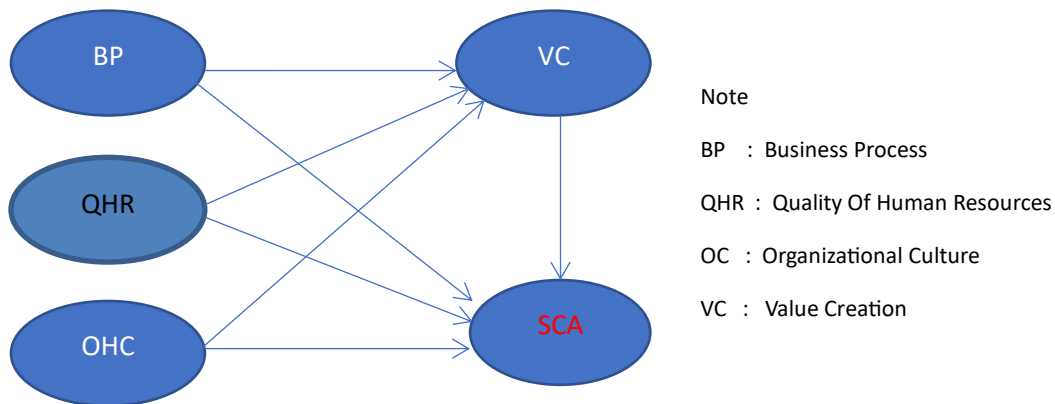 BP
VC
QHR
OHC
SCA
Note
BP : Business Process
QHR : Quality Of Human Resources
OC : Organizational Culture
VC : Value Creation